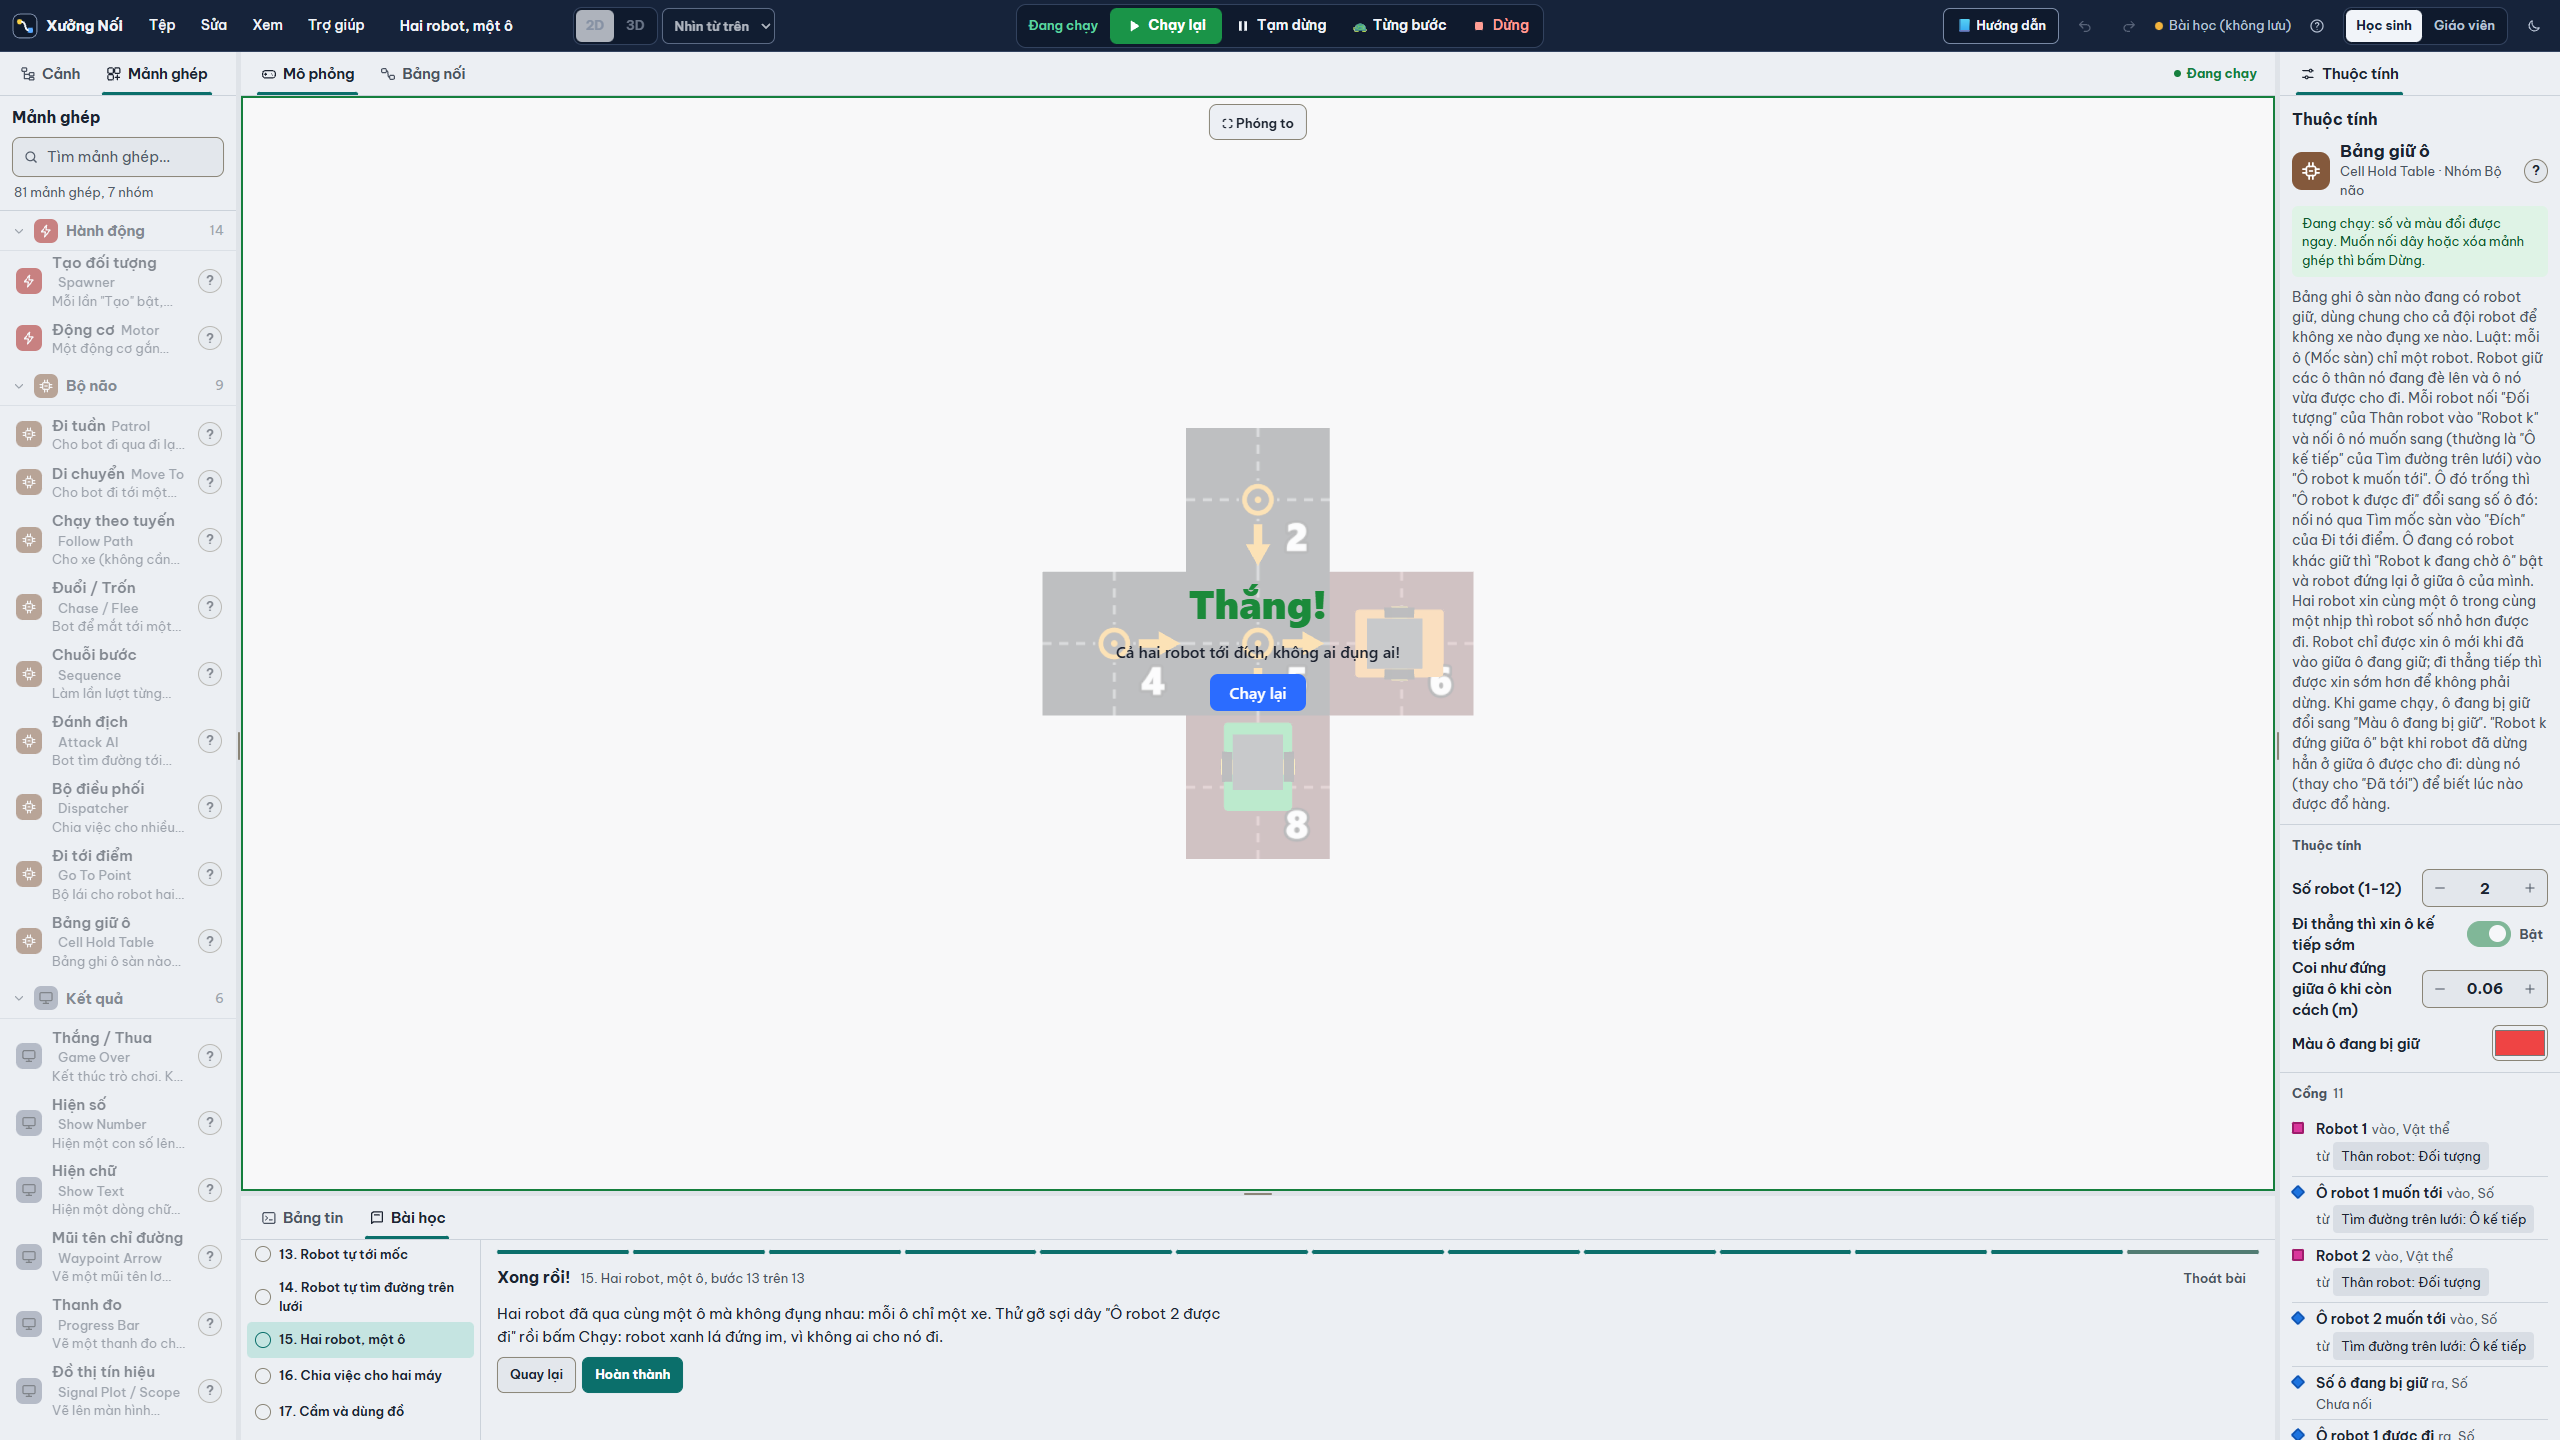 Xưởng Nối
Tệp
Sửa
Xem
Trợ giúp
Hai robot, một ô
2D
3D
Nhìn từ trên
Đang chạy
Chạy lại
Tạm dừng
Từng bước
Dừng
Hướng dẫn
Bài học (không lưu)
Học sinh
Giáo viên
Cảnh
Mảnh ghép
Mảnh ghép
Tìm mảnh ghép...
81 mảnh ghép, 7 nhóm
Hành động
14
Tạo đối tượng
Spawner
Mỗi lần "Tạo" bật,...
?
Động cơ Motor
Một động cơ gắn...
?
Bộ não
9
Đi tuần Patrol
Cho bot đi qua đi lạ...
?
Di chuyển Move To
Cho bot đi tới một...
?
Chạy theo tuyến
Follow Path
Cho xe (không cần...
?
Đuổi / Trốn
Chase / Flee
Bot để mắt tới một...
?
Chuỗi bước
Sequence
Làm lần lượt từng...
?
Đánh địch
Attack AI
Bot tìm đường tới...
?
Bộ điều phối
Dispatcher
Chia việc cho nhiều...
?
Đi tới điểm
Go To Point
Bộ lái cho robot hai...
?
Bảng giữ ô
Cell Hold Table
Bảng ghi ô sàn nào...
?
Kết quả
6
Thắng / Thua
Game Over
Kết thúc trò chơi. K...
?
Hiện số
Show Number
Hiện một con số lên...
?
Hiện chữ
Show Text
Hiện một dòng chữ...
?
Mũi tên chỉ đường
Waypoint Arrow
Vẽ một mũi tên lơ...
?
Thanh đo
Progress Bar
Vẽ một thanh đo ch...
?
Đồ thị tín hiệu
Signal Plot / Scope
Vẽ lên màn hình...
?
Mô phỏng
Bảng nối
Đang chạy
Phóng to
2
Thắng!
Cả hai robot tới đích, không ai đụng ai!
4
6
Chạy lại
8
Bảng tin
Bài học
13. Robot tự tới mốc
14. Robot tự tìm đường trên
lưới
15. Hai robot, một ô
16. Chia việc cho hai máy
17. Cầm và dùng đồ
Xong rồi! 15. Hai robot, một ô, bước 13 trên 13
Thoát bài
Hai robot đã qua cùng một ô mà không đụng nhau: mỗi ô chỉ một xe. Thử gỡ sợi dây "Ô robot 2 được
đi" rồi bấm Chạy: robot xanh lá đứng im, vì không ai cho nó đi.
Quay lại
Hoàn thành
Thuộc tính
Thuộc tính
Bảng giữ ô
Cell Hold Table · Nhóm Bộ
não
?
Đang chạy: số và màu đổi được
ngay. Muốn nối dây hoặc xóa mảnh
ghép thì bấm Dừng.
Bảng ghi ô sàn nào đang có robot
giữ, dùng chung cho cả đội robot để
không xe nào đụng xe nào. Luật: mỗi
ô (Mốc sàn) chỉ một robot. Robot giữ
các ô thân nó đang đè lên và ô nó
vừa được cho đi. Mỗi robot nối "Đối
tượng" của Thân robot vào "Robot k"
và nối ô nó muốn sang (thường là "Ô
kế tiếp" của Tìm đường trên lưới) vào
"Ô robot k muốn tới". Ô đó trống thì
"Ô robot k được đi" đổi sang số ô đó:
nối nó qua Tìm mốc sàn vào "Đích"
của Đi tới điểm. Ô đang có robot
khác giữ thì "Robot k đang chờ ô" bật
và robot đứng lại ở giữa ô của mình.
Hai robot xin cùng một ô trong cùng
một nhịp thì robot số nhỏ hơn được
đi. Robot chỉ được xin ô mới khi đã
vào giữa ô đang giữ; đi thẳng tiếp thì
được xin sớm hơn để không phải
dừng. Khi game chạy, ô đang bị giữ
đổi sang "Màu ô đang bị giữ". "Robot k
đứng giữa ô" bật khi robot đã dừng
hẳn ở giữa ô được cho đi: dùng nó
(thay cho "Đã tới") để biết lúc nào
được đổ hàng.
Thuộc tính
Số robot (1-12)
2
Đi thẳng thì xin ô kế
tiếp sớm
Bật
Coi như đứng
giữa ô khi còn
cách (m)
0.06
Màu ô đang bị giữ
Cổng 11
Robot 1 vào, Vật thể
từ Thân robot: Đối tượng
Ô robot 1 muốn tới vào, Số
từ Tìm đường trên lưới: Ô kế tiếp
Robot 2 vào, Vật thể
từ Thân robot: Đối tượng
Ô robot 2 muốn tới vào, Số
từ Tìm đường trên lưới: Ô kế tiếp
Số ô đang bị giữ ra, Số
Chưa nối
Ô robot 1 được đi ra, Số